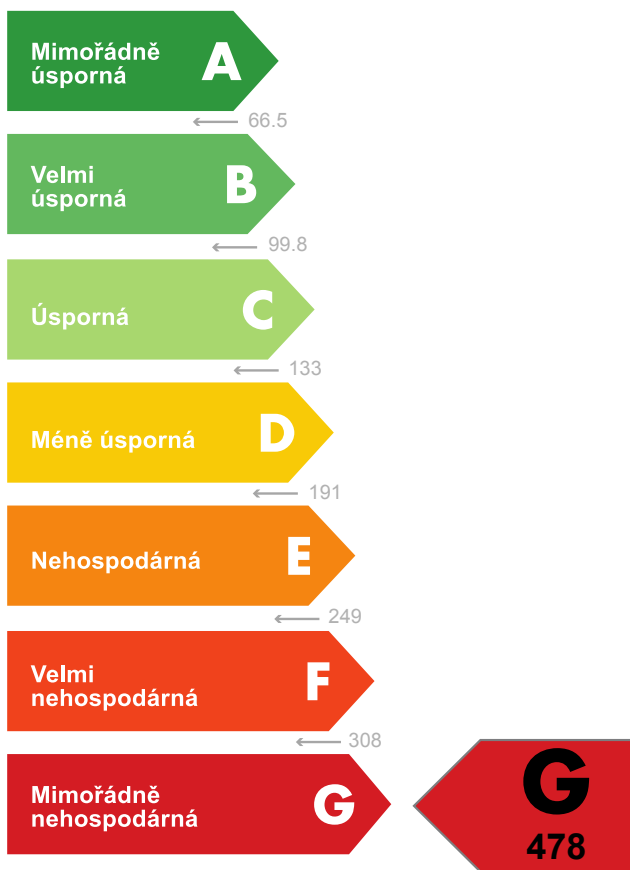 Mimořádně
úsporná
A
66.5
Velmi
úsporná
B
99.8
Úsporná
C
133
Méně úsporná
D
191
Nehospodárná
E
249
Velmi
nehospodárná
F
308
Mimořádně
nehospodárná
G
G
478